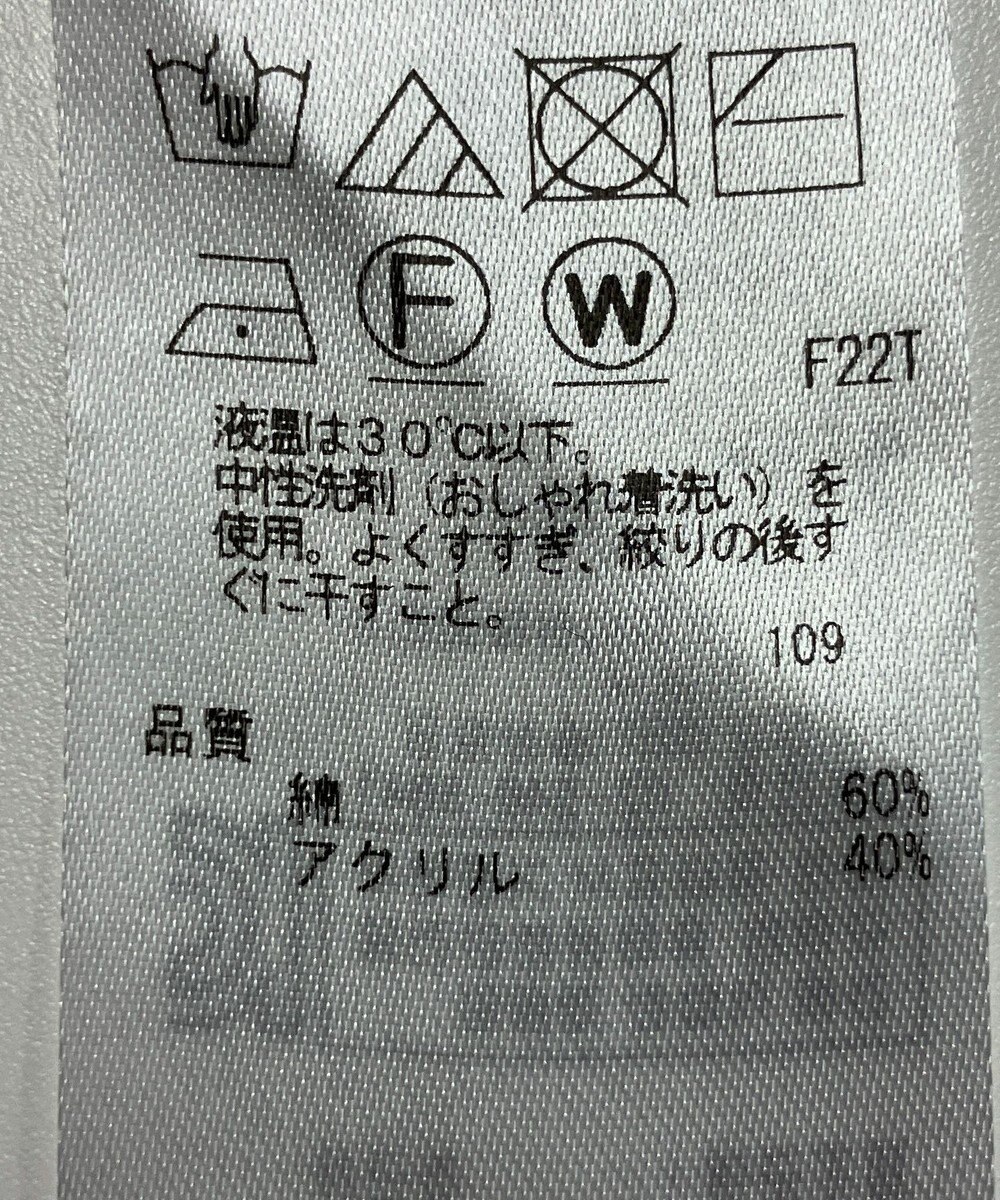 F W
F22T
液温は30℃以下。
中性洗剤（おしゃれ着洗い）を
使用。よくすすぎ、絞りの後す
ぐに干すこと。
109
品質
綿 60%
アクリル 40%